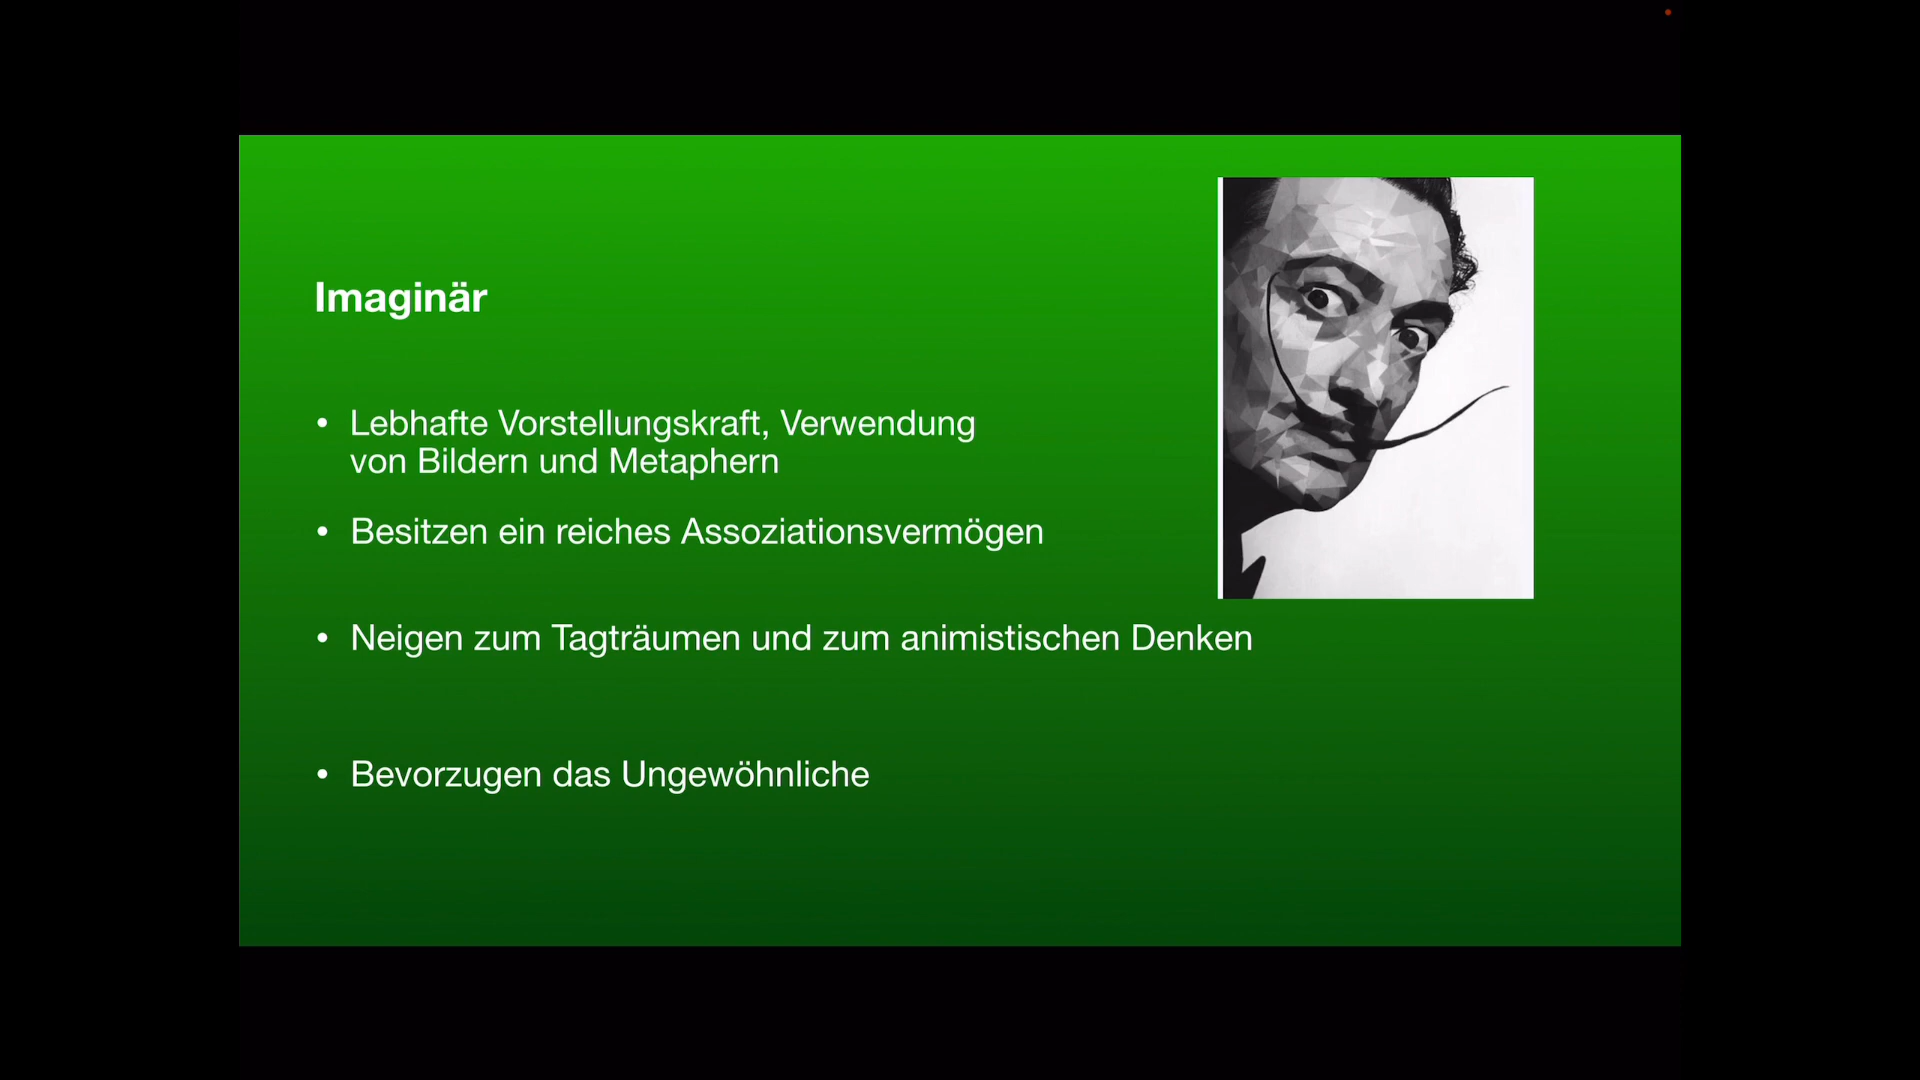 Imaginär
• Lebhafte Vorstellungskraft, Verwendung
von Bildern und Metaphern
• Besitzen ein reiches Assoziationsvermögen
• Neigen zum Tagträumen und zum animistischen Denken
• Bevorzugen das Ungewöhnliche